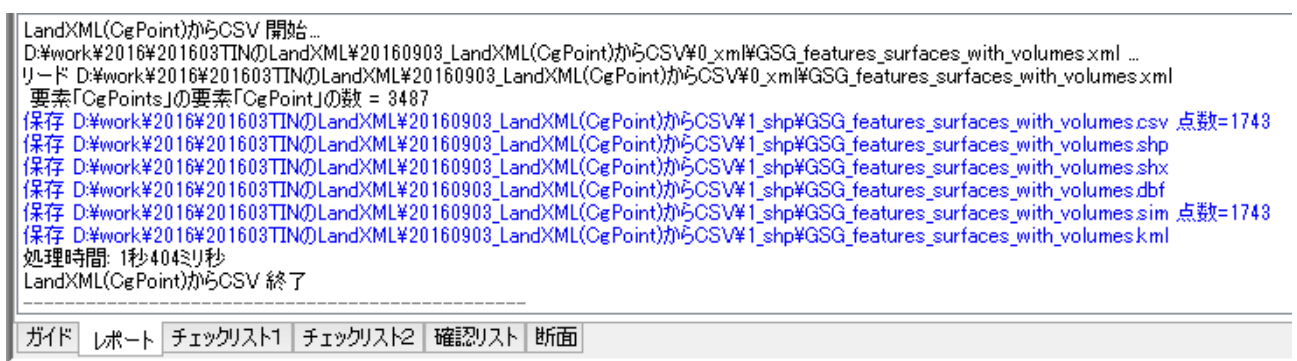 LandXML(CgPoint)からCSV 開始...
D:¥work¥2016¥201603TINのLandXML¥20160903_LandXML(CgPoint)からCSV¥0_xml¥GSG_features_surfaces_with_volumes.xml ...
リード D:¥work¥2016¥201603TINのLandXML¥20160903_LandXML(CgPoint)からCSV¥0_xml¥GSG_features_surfaces_with_volumes.xml
要素「CgPoints」の要素「CgPoint」の数 = 3487
保存 D:¥work¥2016¥201603TINのLandXML¥20160903_LandXML(CgPoint)からCSV¥1_shp¥GSG_features_surfaces_with_volumes.csv 点数=1743
保存 D:¥work¥2016¥201603TINのLandXML¥20160903_LandXML(CgPoint)からCSV¥1_shp¥GSG_features_surfaces_with_volumes.shp
保存 D:¥work¥2016¥201603TINのLandXML¥20160903_LandXML(CgPoint)からCSV¥1_shp¥GSG_features_surfaces_with_volumes.shx
保存 D:¥work¥2016¥201603TINのLandXML¥20160903_LandXML(CgPoint)からCSV¥1_shp¥GSG_features_surfaces_with_volumes.dbf
保存 D:¥work¥2016¥201603TINのLandXML¥20160903_LandXML(CgPoint)からCSV¥1_shp¥GSG_features_surfaces_with_volumes.sim 点数=1743
保存 D:¥work¥2016¥201603TINのLandXML¥20160903_LandXML(CgPoint)からCSV¥1_shp¥GSG_features_surfaces_with_volumes.kml
処理時間: 1秒404ミリ秒
LandXML(CgPoint)からCSV 終了
------------------------------------------------
ガイド レポート チェックリスト1 チェックリスト2 確認リスト 断面